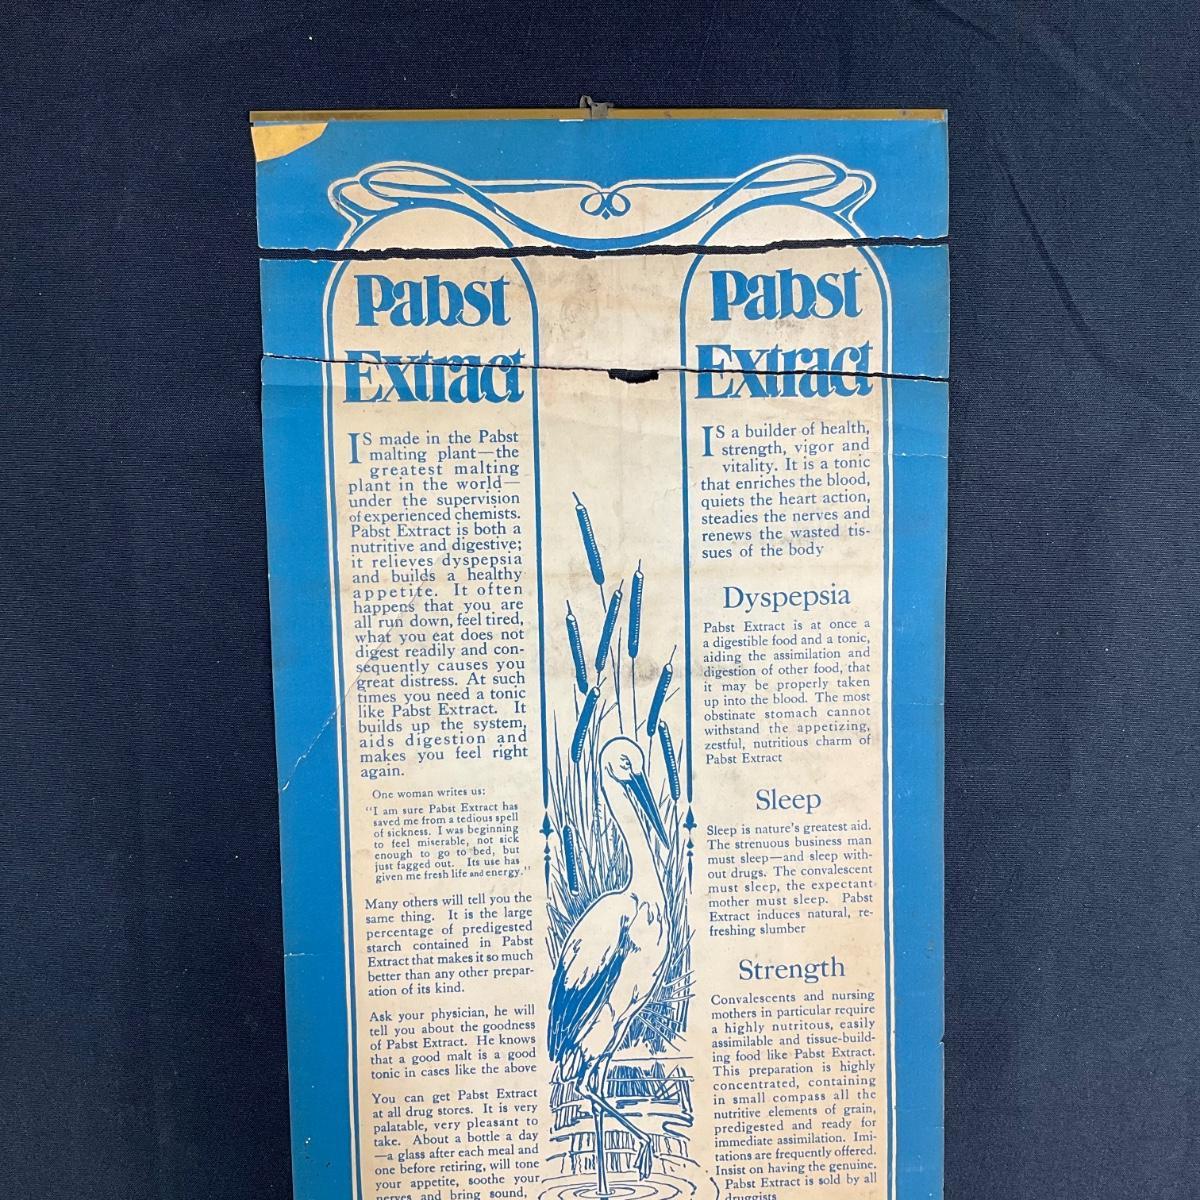 Pabst
Extract
IS made in the Pabst
malting plant—the
greatest malting
plant in the world—
under the supervision
of experienced chemists.
Pabst Extract is both a
nutritive and digestive;
it relieves dyspepsia
and builds a healthy
appetite. It often
happens that you are
all run down, feel tired,
what you eat does not
digest readily and con-
sequently causes you
great distress. At such
times you need a tonic
like Pabst Extract. It
builds up the system,
aids digestion and
makes you feel right
again.
One woman writes us:
"I am sure Pabst Extract has
saved me from a tedious spell
of sickness. I was beginning
to feel miserable, not sick
enough to go to bed, but
just fagged out. Its use has
given me fresh life and energy."
Many others will tell you the
same thing. It is the large
percentage of predigested
starch contained in Pabst
Extract that makes it so much
better than any other prepar-
ation of its kind.
Ask your physician, he will
tell you about the goodness
of Pabst Extract. He knows
that a good malt is a good
tonic in cases like the above
You can get Pabst Extract
at all drug stores. It is very
palatable, very pleasant to
take. About a bottle a day
—a glass after each meal and
one before retiring, will tone
your appetite, soothe your
nerves and bring sound,
Pabst
Extract
IS a builder of health,
strength, vigor and
vitality. It is a tonic
that enriches the blood,
quiets the heart action,
steadies the nerves and
renews the wasted tis-
sues of the body
Dyspepsia
Pabst Extract is at once a
a digestible food and a tonic,
aiding the assimilation and
digestion of other food, that
it may be properly taken
up into the blood. The most
obstinate stomach cannot
withstand the appetizing,
zestful, nutritious charm of
Pabst Extract
Sleep
Sleep is nature's greatest aid.
The strenuous business man
must sleep—and sleep with-
out drugs. The convalescent
must sleep, the expectant
mother must sleep. Pabst
Extract induces natural, re-
freshing slumber
Strength
Convalescents and nursing
mothers in particular require
a highly nutritous, easily
assimilable and tissue-build-
ing food like Pabst Extract.
This preparation is highly
concentrated, containing
in small compass all the
nutritive elements of grain,
predigested and ready for
immediate assimilation. Imi-
tations are frequently offered.
Insist on having the genuine.
Pabst Extract is sold by all
druggists